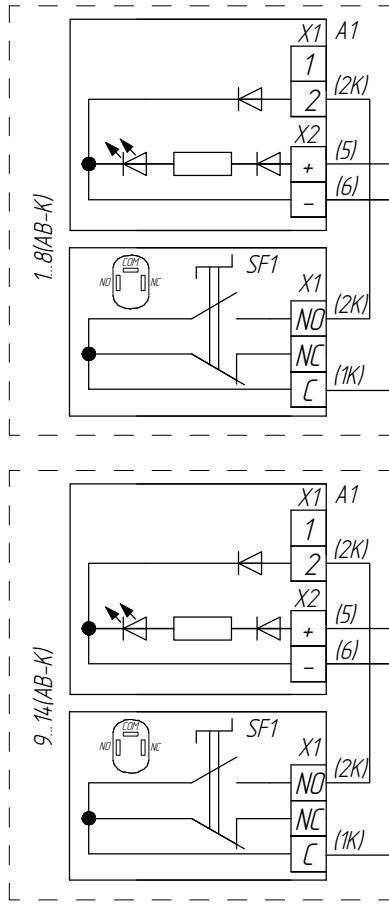 X1 A1
1
2 (2K)
X2
+ (5)
− (6)
1...8(АВ-К)
COM
NO NC
SF1
X1
NO (2K)
NC
C (1K)
X1 A1
1
2 (2K)
X2
+ (5)
− (6)
9...14(АВ-К)
COM
NO NC
SF1
X1
NO (2K)
NC
C (1K)